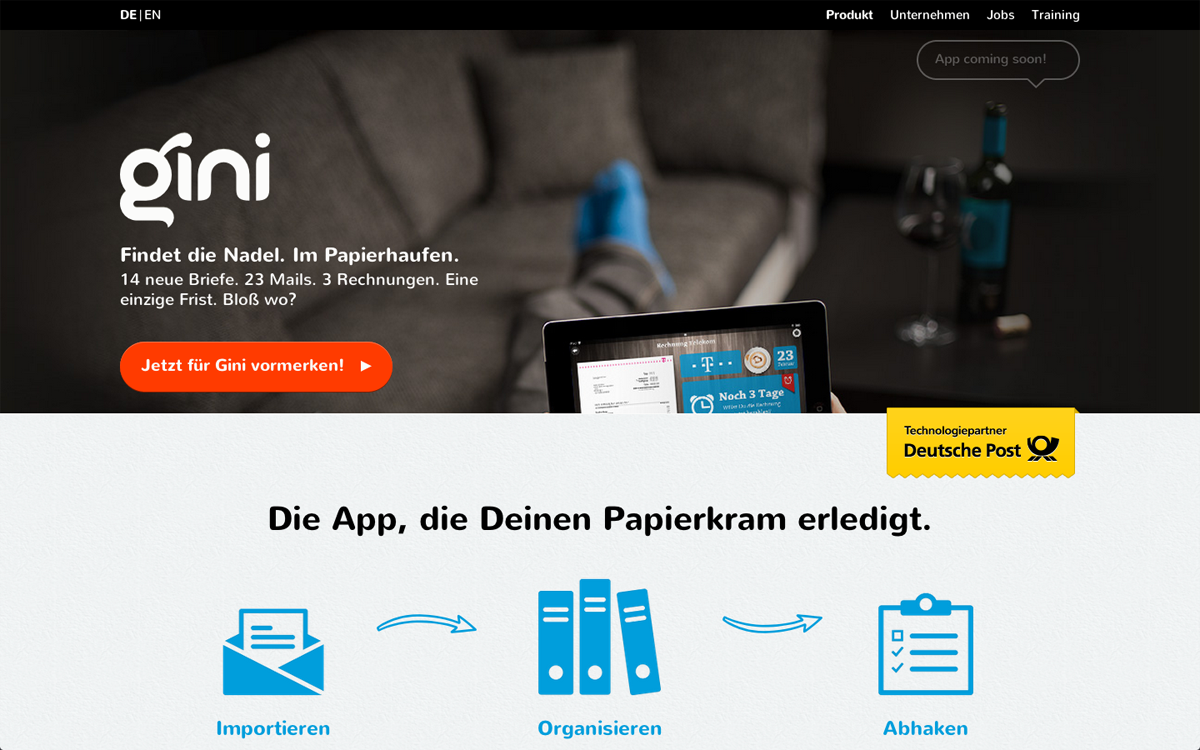 DE | EN
Produkt Unternehmen Jobs Training
App coming soon!
gini
Findet die Nadel. Im Papierhaufen.
14 neue Briefe. 23 Mails. 3 Rechnungen. Eine
einzige Frist. Bloß wo?
Jetzt für Gini vormerken!
Rechnung Telekom
T
23
Noch 3 Tage
Technologiepartner
Deutsche Post
Die App, die Deinen Papierkram erledigt.
Importieren
Organisieren
Abhaken